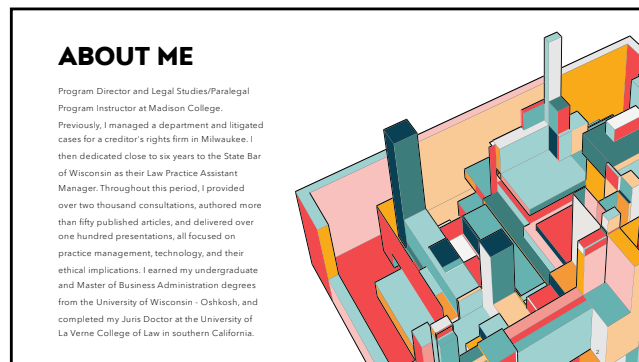 ABOUT ME
Program Director and Legal Studies/Paralegal
Program Instructor at Madison College.
Previously, I managed a department and litigated
cases for a creditor's rights firm in Milwaukee. I
then dedicated close to six years to the State Bar
of Wisconsin as their Law Practice Assistant
Manager. Throughout this period, I provided
over two thousand consultations, authored more
than fifty published articles, and delivered over
one hundred presentations, all focused on
practice management, technology, and their
ethical implications. I earned my undergraduate
and Master of Business Administration degrees
from the University of Wisconsin - Oshkosh, and
completed my Juris Doctor at the University of
La Verne College of Law in southern California.
2